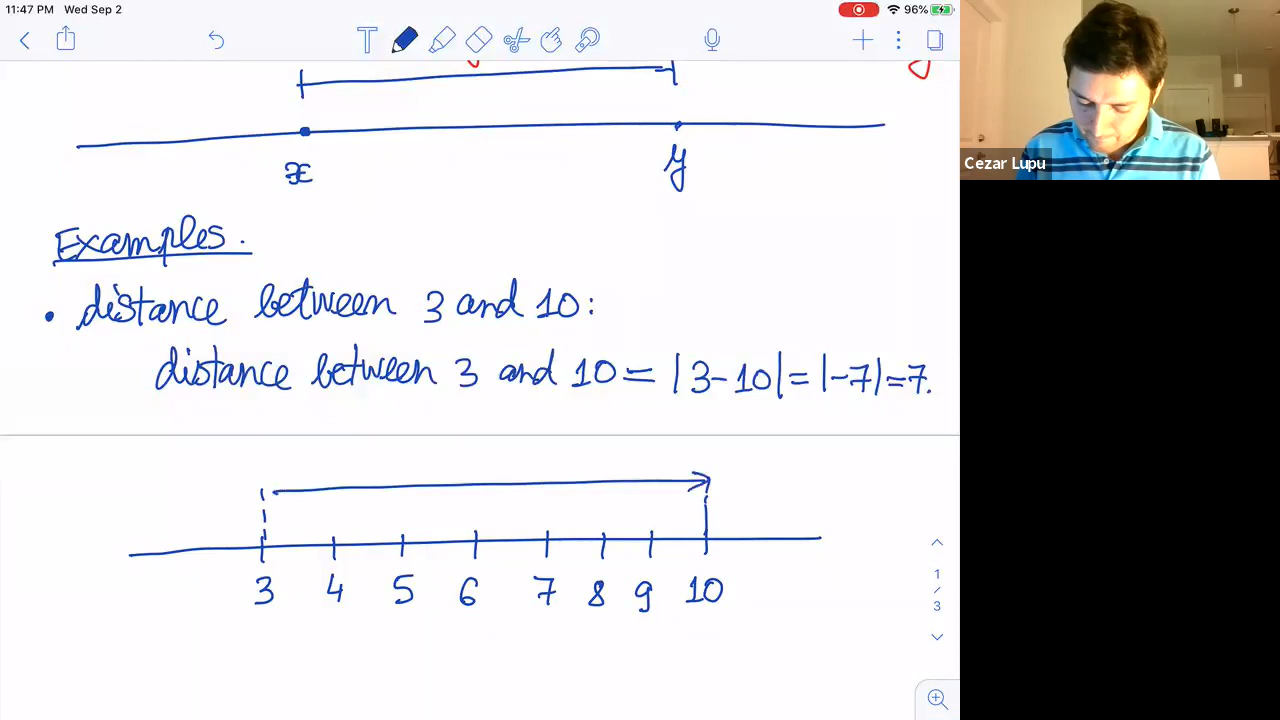 11:47 PM Wed Sep 2
96%
T
x
y
Cezar Lupu
Examples.
• distance between 3 and 10:
distance between 3 and 10 = |3-10| = |-7| = 7.
3 4 5 6 7 8 9 10
1
/
3